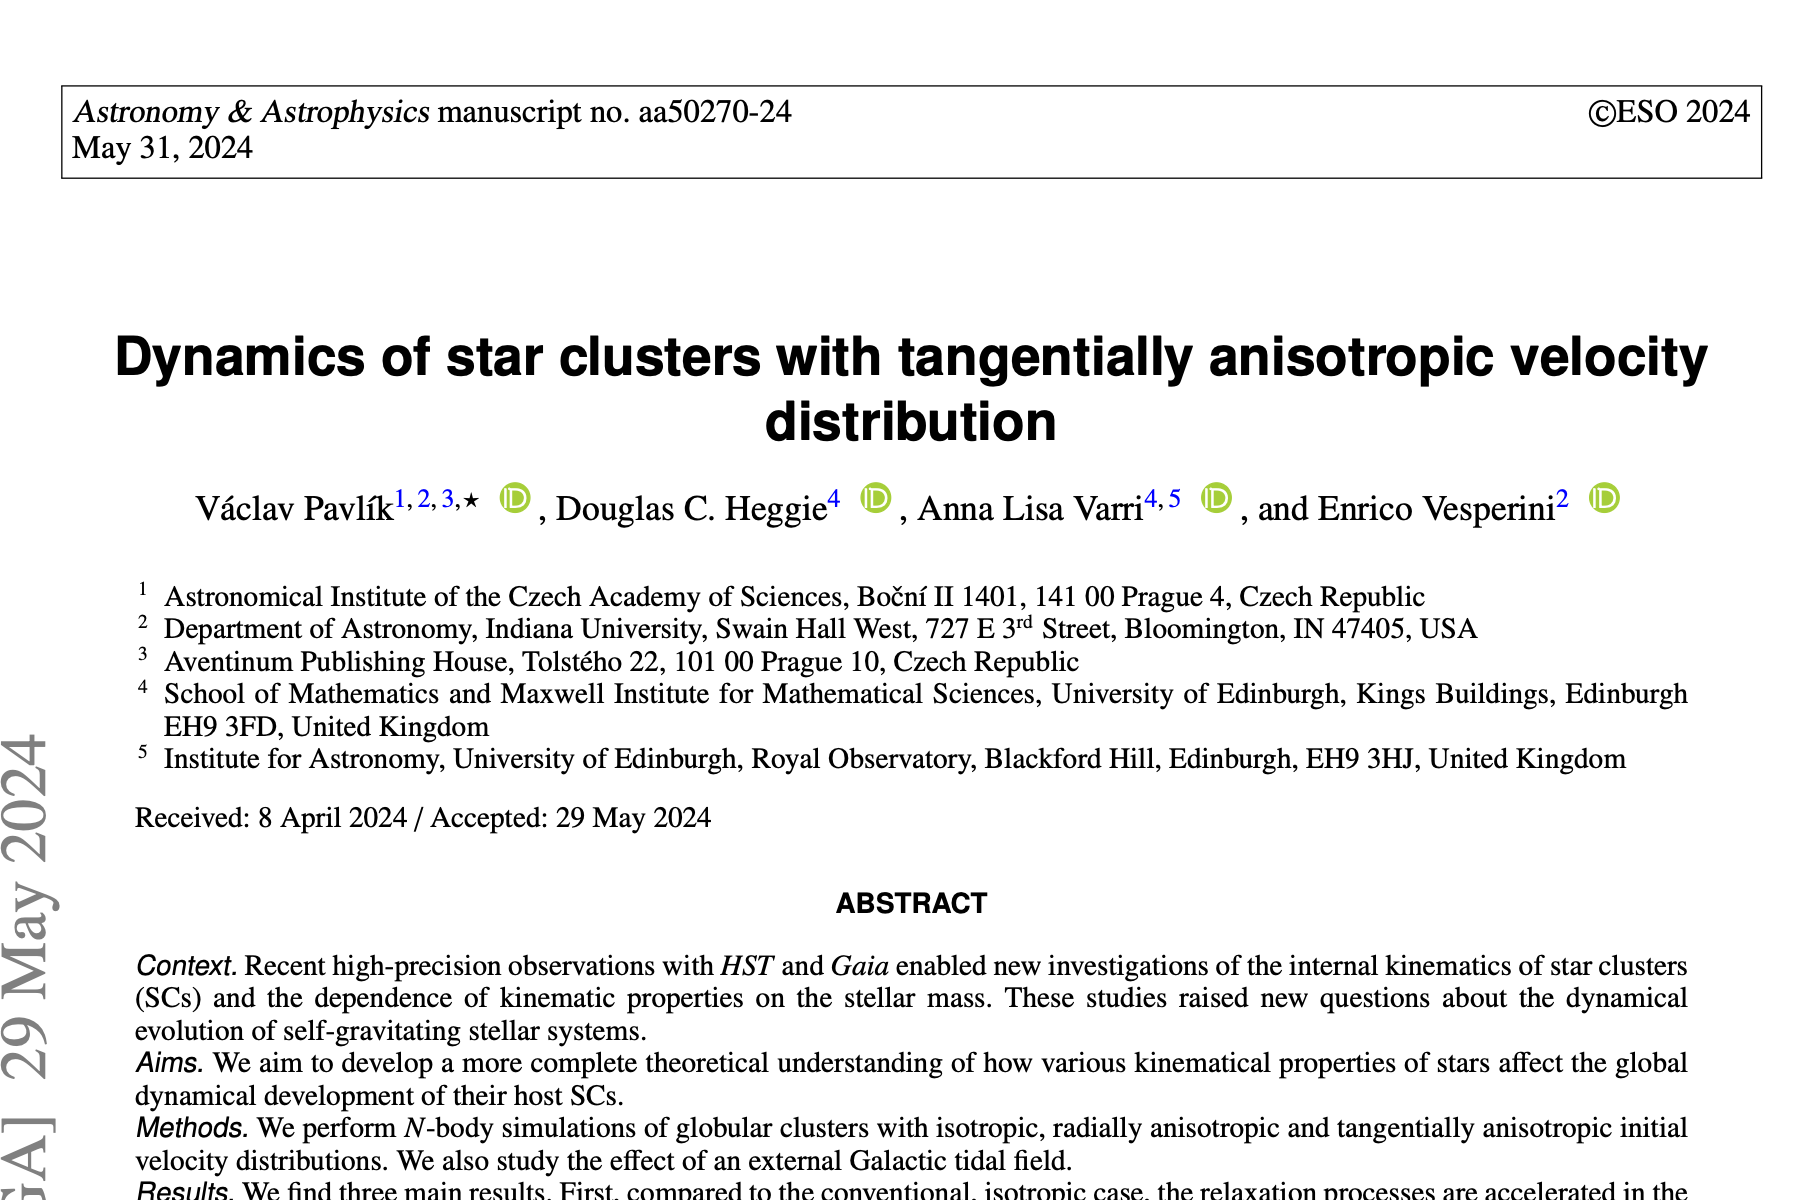 Astronomy & Astrophysics manuscript no. aa50270-24 ©ESO 2024
May 31, 2024
Dynamics of star clusters with tangentially anisotropic velocity
distribution
Václav Pavlík1, 2, 3,★ iD , Douglas C. Heggie4 iD , Anna Lisa Varri4, 5 iD , and Enrico Vesperini2 iD
1 Astronomical Institute of the Czech Academy of Sciences, Boční II 1401, 141 00 Prague 4, Czech Republic
2 Department of Astronomy, Indiana University, Swain Hall West, 727 E 3rd Street, Bloomington, IN 47405, USA
3 Aventinum Publishing House, Tolstého 22, 101 00 Prague 10, Czech Republic
4 School of Mathematics and Maxwell Institute for Mathematical Sciences, University of Edinburgh, Kings Buildings, Edinburgh
EH9 3FD, United Kingdom
5 Institute for Astronomy, University of Edinburgh, Royal Observatory, Blackford Hill, Edinburgh, EH9 3HJ, United Kingdom
Received: 8 April 2024 / Accepted: 29 May 2024
ABSTRACT
Context. Recent high-precision observations with HST and Gaia enabled new investigations of the internal kinematics of star clusters
(SCs) and the dependence of kinematic properties on the stellar mass. These studies raised new questions about the dynamical
evolution of self-gravitating stellar systems.
Aims. We aim to develop a more complete theoretical understanding of how various kinematical properties of stars affect the global
dynamical development of their host SCs.
Methods. We perform N-body simulations of globular clusters with isotropic, radially anisotropic and tangentially anisotropic initial
velocity distributions. We also study the effect of an external Galactic tidal field.
Results. We find three main results. First, compared to the conventional, isotropic case, the relaxation processes are accelerated in the
GA] 29 May 2024